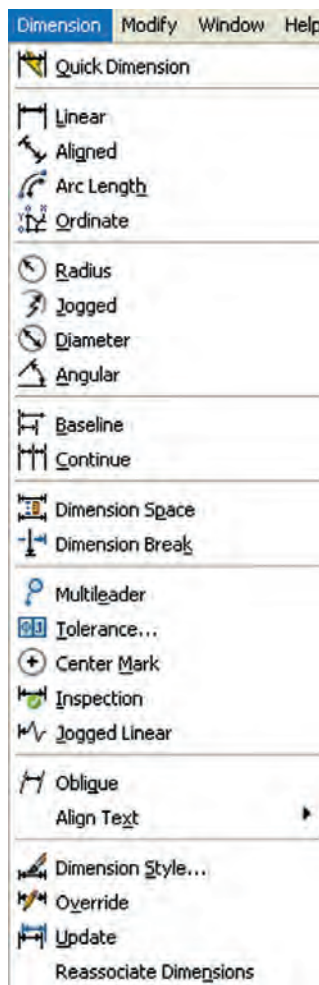 Dimension Modify Window Help
Quick Dimension
Linear
Aligned
Arc Length
Ordinate
Radius
Jogged
Diameter
Angular
Baseline
Continue
Dimension Space
Dimension Break
Multileader
Tolerance...
Center Mark
Inspection
Jogged Linear
Oblique
Align Text
Dimension Style...
Override
Update
Reassociate Dimensions